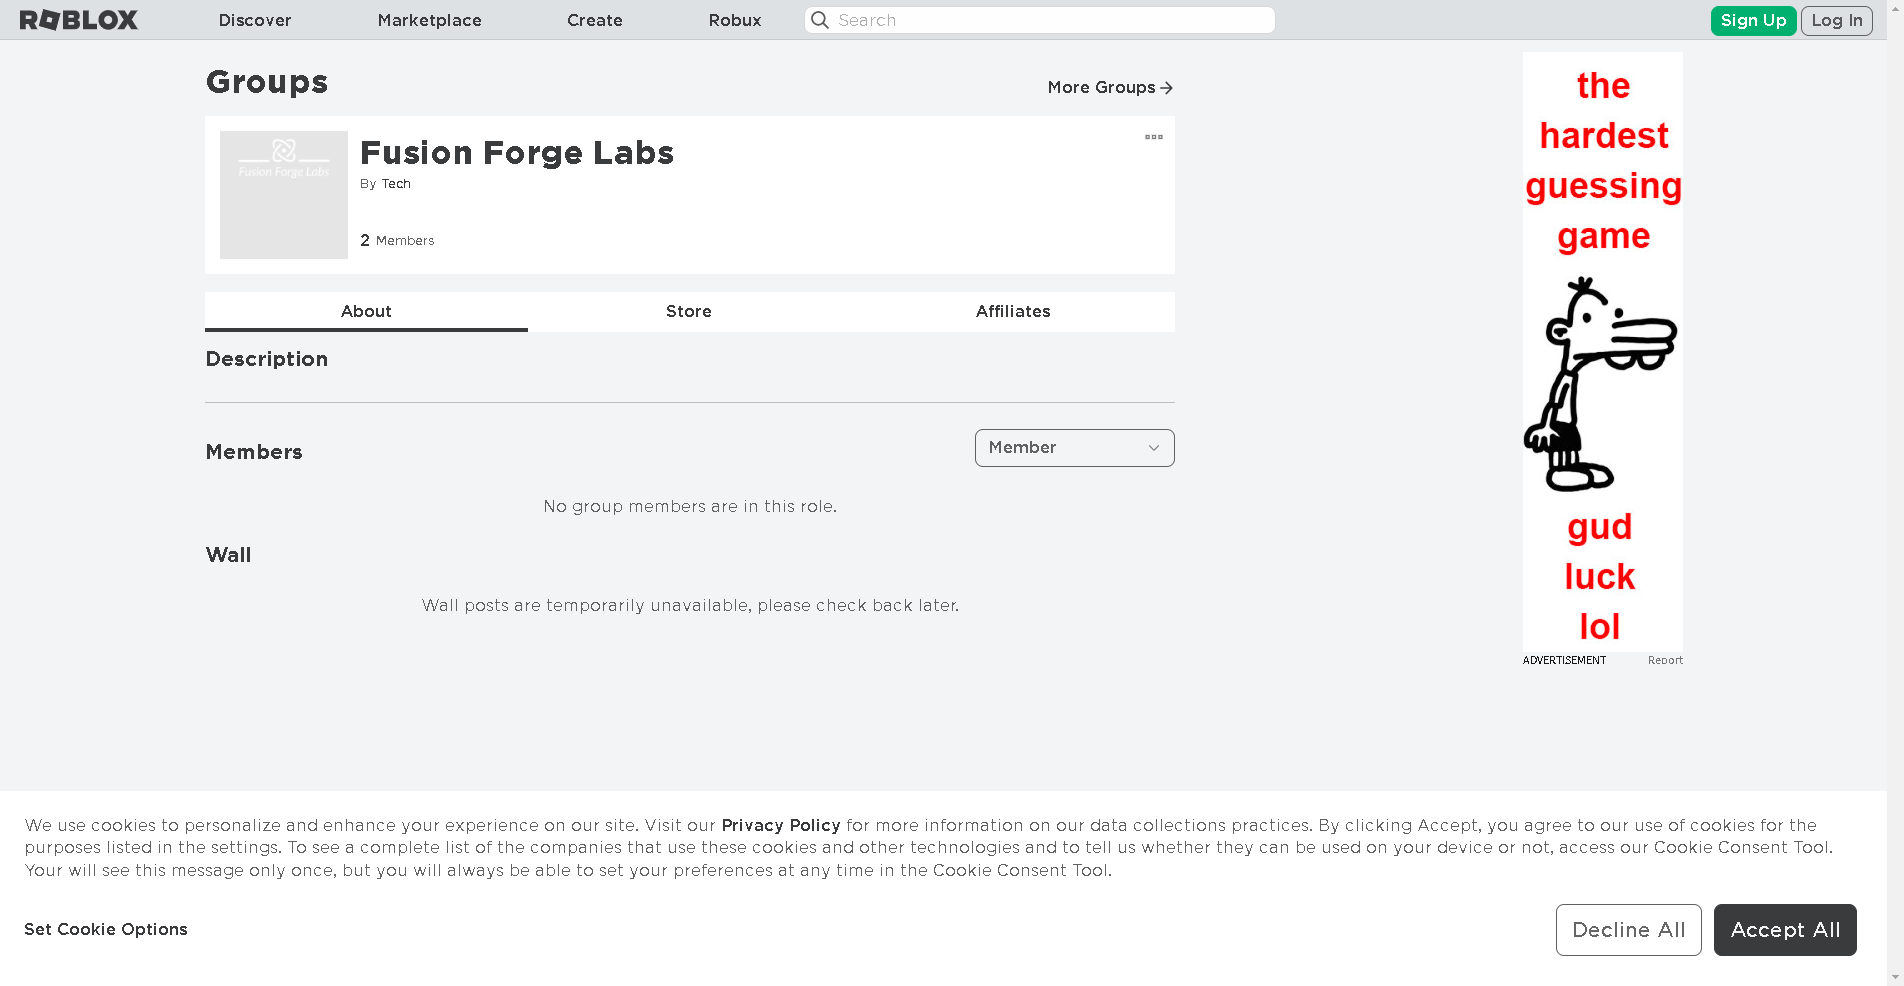 ROBLOX
Discover
Marketplace
Create
Robux
Search
Sign Up
Log In
Groups
More Groups
Fusion Forge Labs
Fusion Forge Labs
By Tech
2 Members
About
Store
Affiliates
Description
Members
Member
No group members are in this role.
Wall
Wall posts are temporarily unavailable, please check back later.
the
hardest
guessing
game
gud
luck
lol
ADVERTISEMENT
Report
We use cookies to personalize and enhance your experience on our site. Visit our Privacy Policy for more information on our data collections practices. By clicking Accept, you agree to our use of cookies for the
purposes listed in the settings. To see a complete list of the companies that use these cookies and other technologies and to tell us whether they can be used on your device or not, access our Cookie Consent Tool.
Your will see this message only once, but you will always be able to set your preferences at any time in the Cookie Consent Tool.
Set Cookie Options
Decline All
Accept All